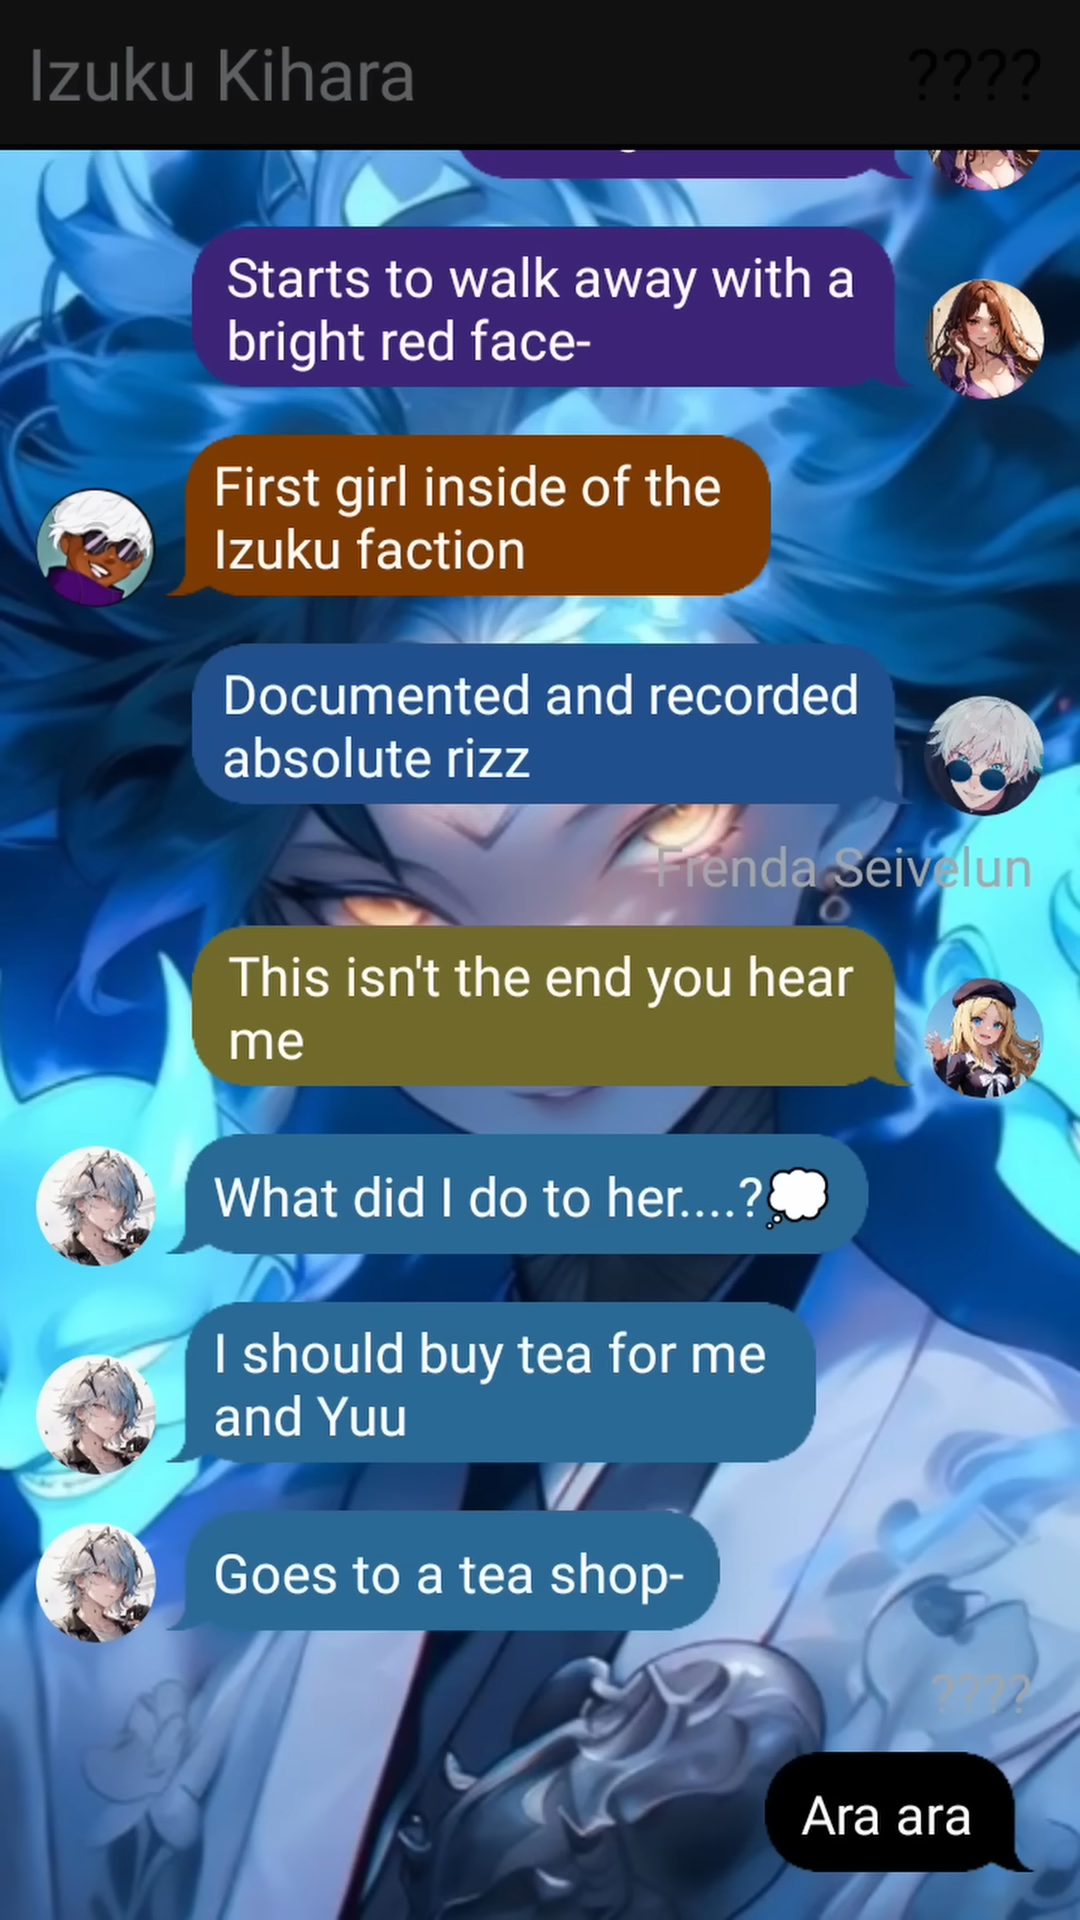 Izuku Kihara
????
Starts to walk away with a
bright red face-
First girl inside of the
Izuku faction
Documented and recorded
absolute rizz
Frenda Seivelun
This isn't the end you hear
me
What did I do to her....?💭
I should buy tea for me
and Yuu
Goes to a tea shop-
????
Ara ara